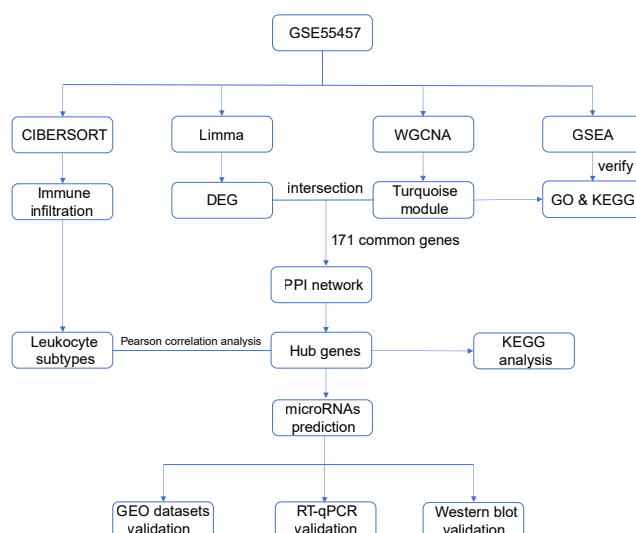 GSE55457
CIBERSORT
Limma
WGCNA
GSEA
verify
Immune
infiltration
DEG
intersection
Turquoise
module
GO & KEGG
171 common genes
PPI network
Leukocyte
subtypes
Pearson correlation analysis
Hub genes
KEGG
analysis
microRNAs
prediction
GEO datasets
validation
RT-qPCR
validation
Western blot
validation